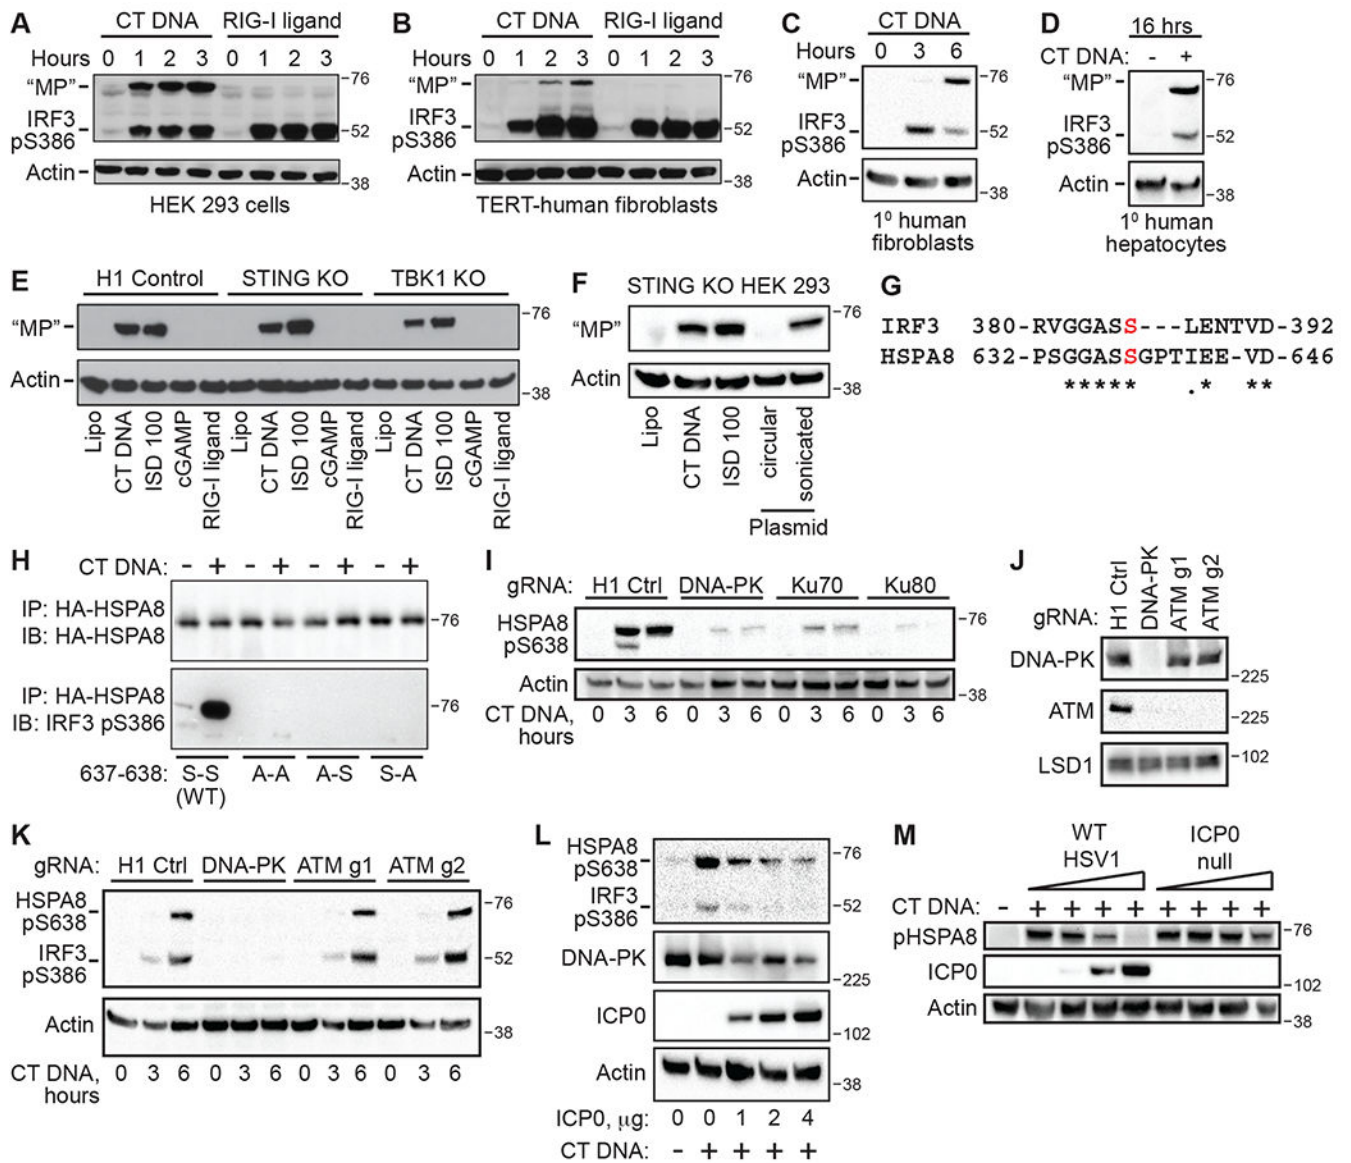 A
CT DNA RIG-I ligand
Hours 0 1 2 3 0 1 2 3
"MP"
-76
IRF3
pS386
-52
Actin
-38
HEK 293 cells
B
CT DNA RIG-I ligand
Hours 0 1 2 3 0 1 2 3
"MP"
-76
IRF3
pS386
-52
Actin
-38
TERT-human fibroblasts
C
CT DNA
Hours 0 3 6
"MP"
-76
IRF3
pS386
-52
Actin
-38
1⁰ human
fibroblasts
D
16 hrs
CT DNA: - +
"MP"
-76
IRF3
pS386
-52
Actin
-38
1⁰ human
hepatocytes
E
H1 Control STING KO TBK1 KO
"MP"
-76
Actin
-38
Lipo
CT DNA
ISD 100
cGAMP
RIG-I ligand
Lipo
CT DNA
ISD 100
cGAMP
RIG-I ligand
Lipo
CT DNA
ISD 100
cGAMP
RIG-I ligand
F
STING KO HEK 293
"MP"
-76
Actin
-38
Lipo
CT DNA
ISD 100
circular
sonicated
Plasmid
G
IRF3 380-RVGGASS---LENTVD-392
HSPA8 632-PSGGASSGPTIEE-VD-646
***** .* **
H
CT DNA: - + - + - + - +
IP: HA-HSPA8
IB: HA-HSPA8
-76
IP: HA-HSPA8
IB: IRF3 pS386
-76
637-638: S-S A-A A-S S-A
(WT)
I
gRNA: H1 Ctrl DNA-PK Ku70 Ku80
HSPA8
pS638
-76
Actin
-38
CT DNA, 0 3 6 0 3 6 0 3 6 0 3 6
hours
J
gRNA:
H1 Ctrl
DNA-PK
ATM g1
ATM g2
DNA-PK
-225
ATM
-225
LSD1
-102
K
gRNA: H1 Ctrl DNA-PK ATM g1 ATM g2
HSPA8
pS638
-76
IRF3
pS386
-52
Actin
-38
CT DNA, 0 3 6 0 3 6 0 3 6 0 3 6
hours
L
HSPA8
pS638
-76
IRF3
pS386
-52
DNA-PK
-225
ICP0
-102
Actin
-38
ICP0, µg: 0 0 1 2 4
CT DNA: - + + + +
M
WT
HSV1
ICP0
null
CT DNA: - + + + + + + + +
pHSPA8
-76
ICP0
-102
Actin
-38